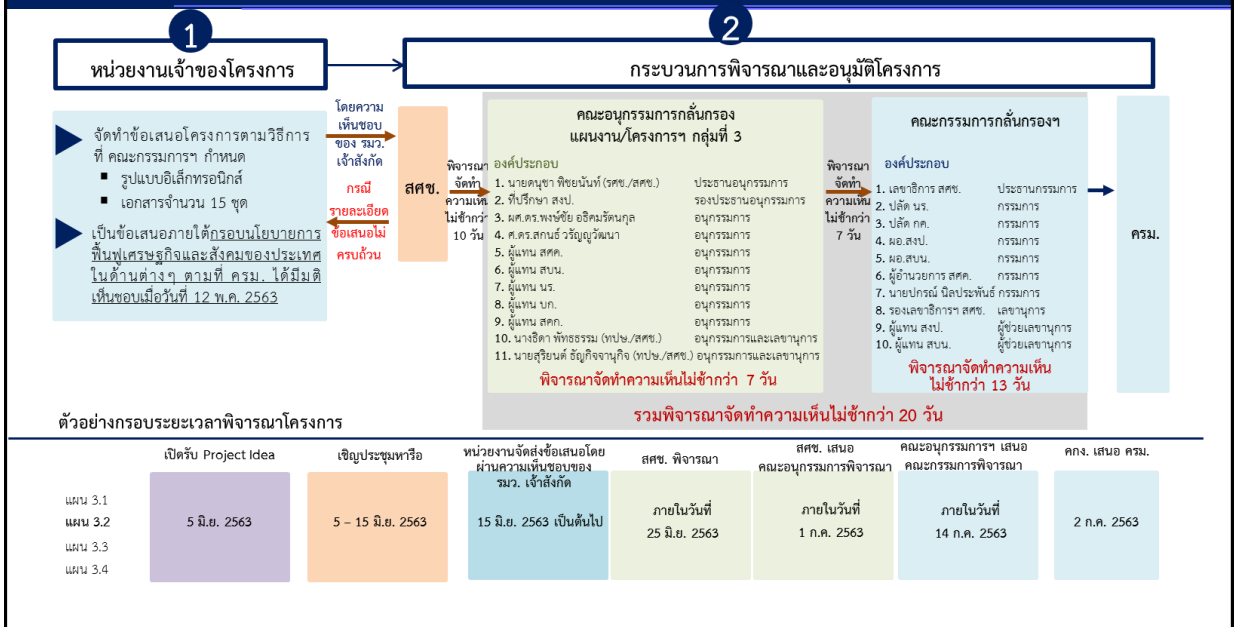 1
หน่วยงานเจ้าของโครงการ
2
กระบวนการพิจารณาและอนุมัติโครงการ
จัดทำข้อเสนอโครงการตามวิธีการ
ที่ คณะกรรมการฯ กำหนด
■ รูปแบบอิเล็กทรอนิกส์
■ เอกสารจำนวน 15 ชุด
เป็นข้อเสนอภายใต้กรอบนโยบายการ
ฟื้นฟูเศรษฐกิจและสังคมของประเทศ
ในด้านต่างๆ ตามที่ ครม. ได้มีมติ
เห็นชอบเมื่อวันที่ 12 พ.ค. 2563
โดยความ
เห็นชอบ
ของ รมว.
เจ้าสังกัด
กรณี
รายละเอียด
ข้อเสนอไม่
ครบถ้วน
สศช.
พิจารณา
จัดทำ
ความเห็น
ไม่ช้ากว่า
10 วัน
คณะอนุกรรมการกลั่นกรอง
แผนงาน/โครงการฯ กลุ่มที่ 3
องค์ประกอบ
1. นายดนุชา พิชยนันท์ (รศช./สศช.) ประธานอนุกรรมการ
2. ที่ปรึกษา สงป. รองประธานอนุกรรมการ
3. ผศ.ดร.พงษ์ชัย อธิคมรัตนกุล อนุกรรมการ
4. ศ.ดร.สกนธ์ วรัญญูวัฒนา อนุกรรมการ
5. ผู้แทน สศค. อนุกรรมการ
6. ผู้แทน สบน. อนุกรรมการ
7. ผู้แทน นร. อนุกรรมการ
8. ผู้แทน บก. อนุกรรมการ
9. ผู้แทน สคก. อนุกรรมการ
10. นางธิดา พัทธธรรม (ทปษ./สศช.) อนุกรรมการและเลขานุการ
11. นายสุริยนต์ ธัญกิจจานุกิจ (ทปษ./สศช.) อนุกรรมการและเลขานุการ
พิจารณาจัดทำความเห็นไม่ช้ากว่า 7 วัน
พิจารณา
จัดทำ
ความเห็น
ไม่ช้ากว่า
7 วัน
คณะกรรมการกลั่นกรองฯ
องค์ประกอบ
1. เลขาธิการ สศช. ประธานกรรมการ
2. ปลัด นร. กรรมการ
3. ปลัด กค. กรรมการ
4. ผอ.สงป. กรรมการ
5. ผอ.สบน. กรรมการ
6. ผู้อำนวยการ สศค. กรรมการ
7. นายปกรณ์ นิลประพันธ์ กรรมการ
8. รองเลขาธิการฯ สศช. เลขานุการ
9. ผู้แทน สงป. ผู้ช่วยเลขานุการ
10. ผู้แทน สบน. ผู้ช่วยเลขานุการ
พิจารณาจัดทำความเห็น
ไม่ช้ากว่า 13 วัน
ครม.
รวมพิจารณาจัดทำความเห็นไม่ช้ากว่า 20 วัน
ตัวอย่างกรอบระยะเวลาพิจารณาโครงการ
เปิดรับ Project Idea
เชิญประชุมหารือ
หน่วยงานจัดส่งข้อเสนอโดย
ผ่านความเห็นชอบของ
รมว. เจ้าสังกัด
สศช. พิจารณา
สศช. เสนอ
คณะอนุกรรมการพิจารณา
คณะอนุกรรมการฯ เสนอ
คณะกรรมการพิจารณา
คกง. เสนอ ครม.
แผน 3.1
แผน 3.2
แผน 3.3
แผน 3.4
5 มิ.ย. 2563
5 – 15 มิ.ย. 2563
15 มิ.ย. 2563 เป็นต้นไป
ภายในวันที่
25 มิ.ย. 2563
ภายในวันที่
1 ก.ค. 2563
ภายในวันที่
14 ก.ค. 2563
2 ก.ค. 2563